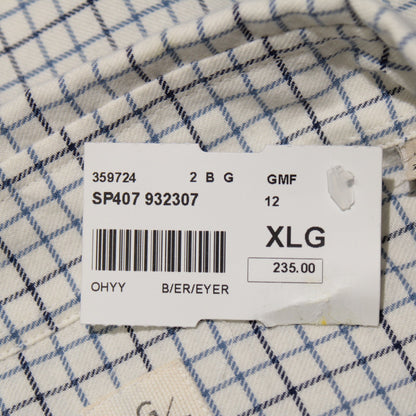 359724 2 B G GMF
SP407 932307 12
XLG
235.00
OHYY B/ER/EYER